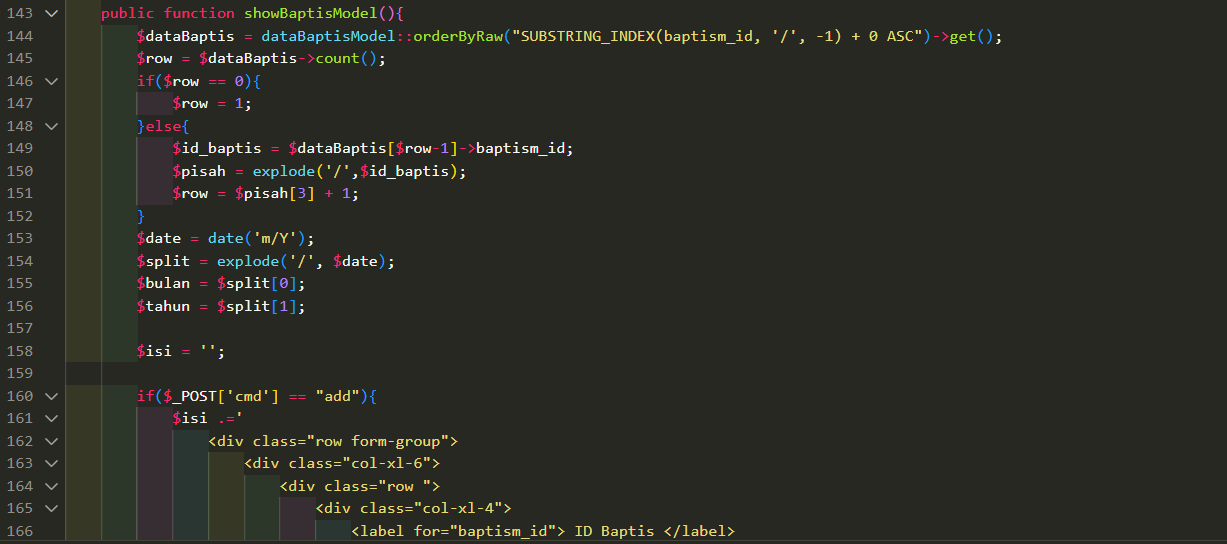 143 public function showBaptisModel(){
144 $dataBaptis = dataBaptisModel::orderByRaw("SUBSTRING_INDEX(baptism_id, '/', -1) + 0 ASC")->get();
145 $row = $dataBaptis->count();
146 if($row == 0){
147 $row = 1;
148 }else{
149 $id_baptis = $dataBaptis[$row-1]->baptism_id;
150 $pisah = explode('/',$id_baptis);
151 $row = $pisah[3] + 1;
152 }
153 $date = date('m/Y');
154 $split = explode('/', $date);
155 $bulan = $split[0];
156 $tahun = $split[1];
157
158 $isi = '';
159
160 if($_POST['cmd'] == "add"){
161 $isi .='
162 <div class="row form-group">
163 <div class="col-xl-6">
164 <div class="row ">
165 <div class="col-xl-4">
166 <label for="baptism_id"> ID Baptis </label>